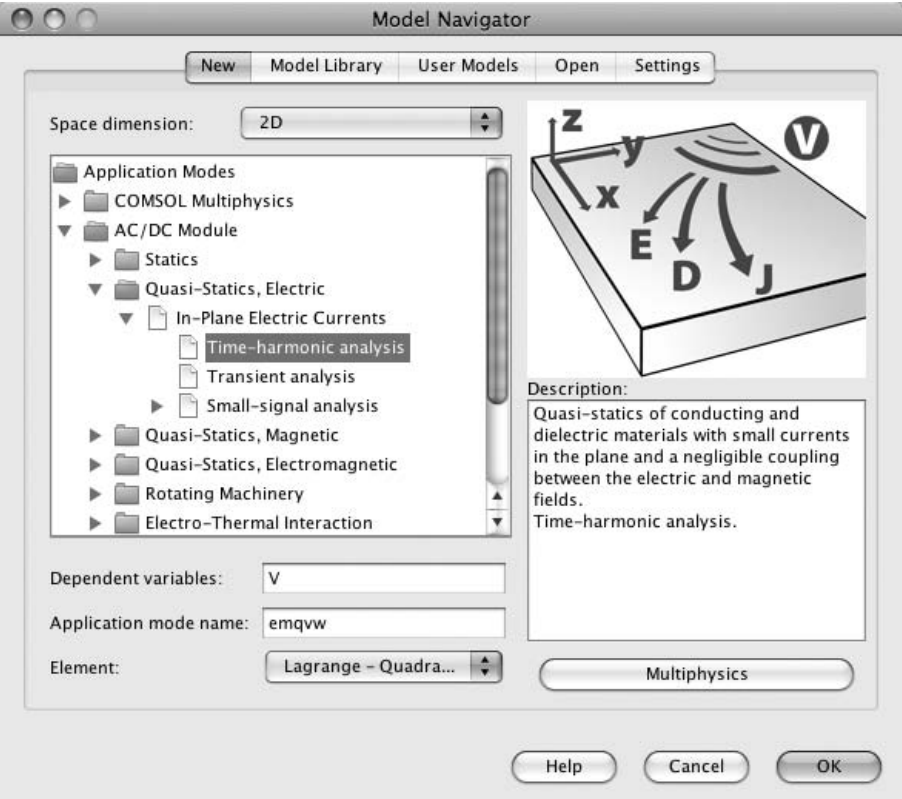 Model Navigator
New Model Library User Models Open Settings
Space dimension: 2D
Application Modes
COMSOL Multiphysics
AC/DC Module
Statics
Quasi-Statics, Electric
In-Plane Electric Currents
Time-harmonic analysis
Transient analysis
Small-signal analysis
Quasi-Statics, Magnetic
Quasi-Statics, Electromagnetic
Rotating Machinery
Electro-Thermal Interaction
Dependent variables: V
Application mode name: emqvw
Element: Lagrange - Quadra...
z
y
x
V
E
D
J
Description:
Quasi-statics of conducting and
dielectric materials with small currents
in the plane and a negligible coupling
between the electric and magnetic
fields.
Time-harmonic analysis.
Multiphysics
Help Cancel OK